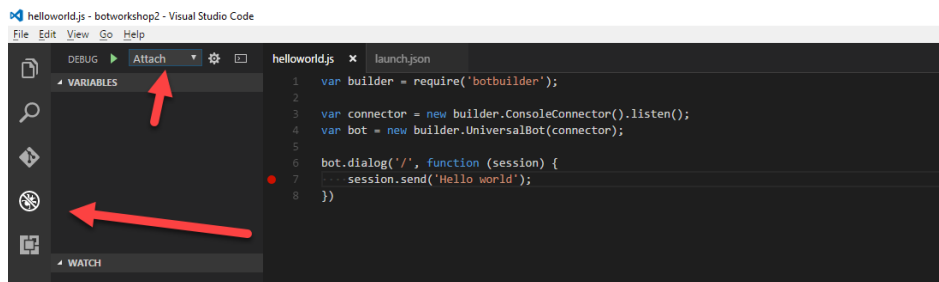 helloworld.js - botworkshop2 - Visual Studio Code
File Edit View Go Help
DEBUG Attach
helloworld.js × launch.json
VARIABLES
1 var builder = require('botbuilder');
2
3 var connector = new builder.ConsoleConnector().listen();
4 var bot = new builder.UniversalBot(connector);
5
6 bot.dialog('/', function (session) {
7 ····session.send('Hello world');
8 })
WATCH